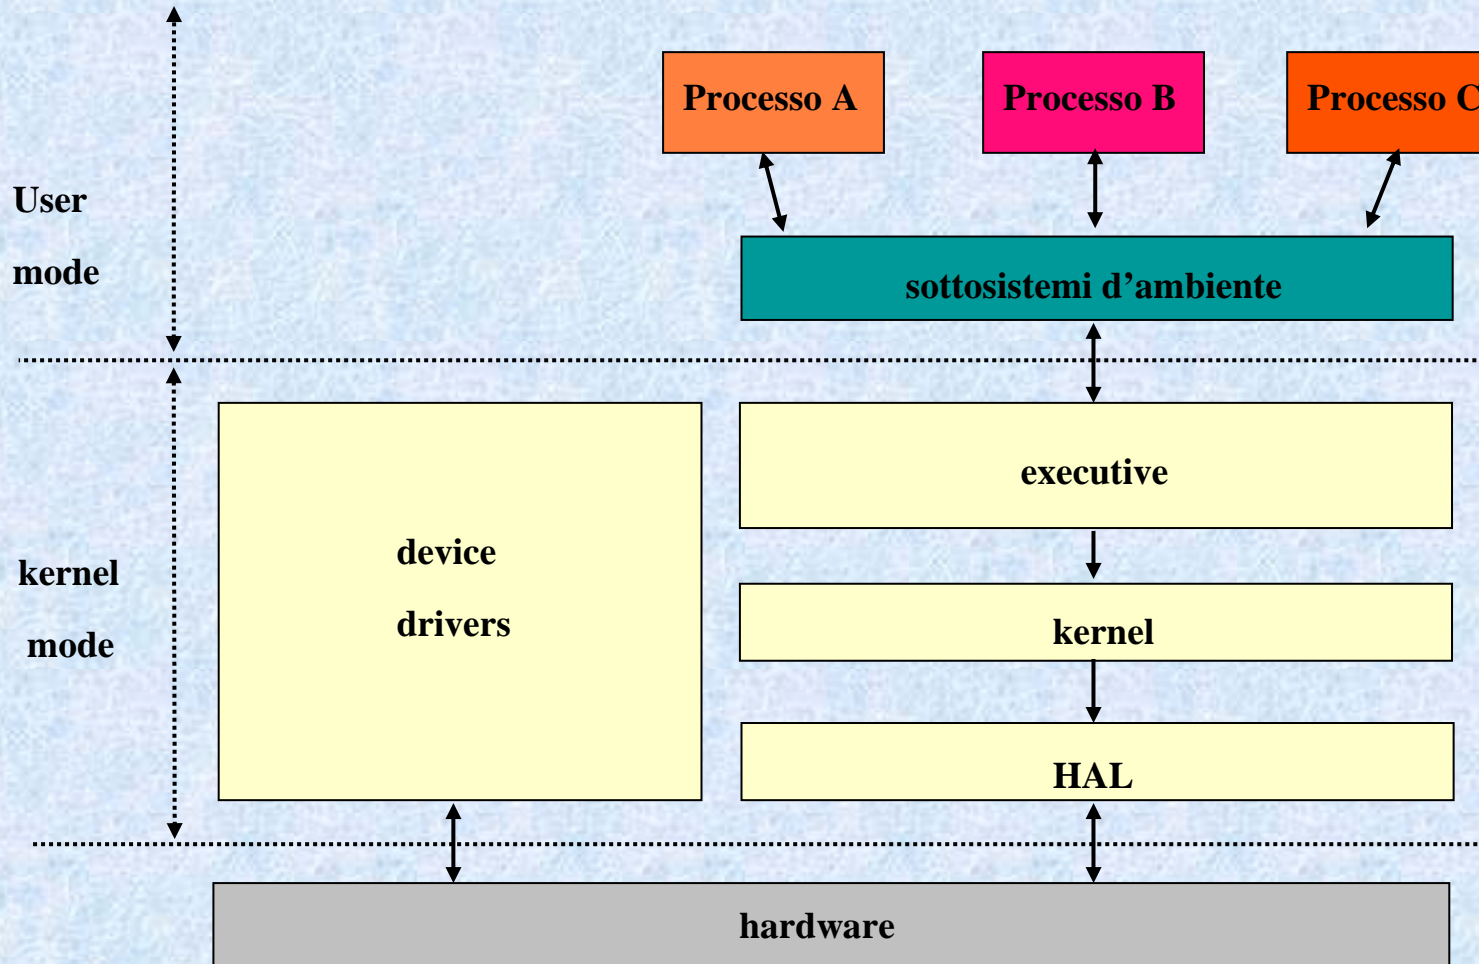 Processo A
Processo B
Processo C
User
mode
sottosistemi d’ambiente
executive
device
drivers
kernel
mode
kernel
HAL
hardware